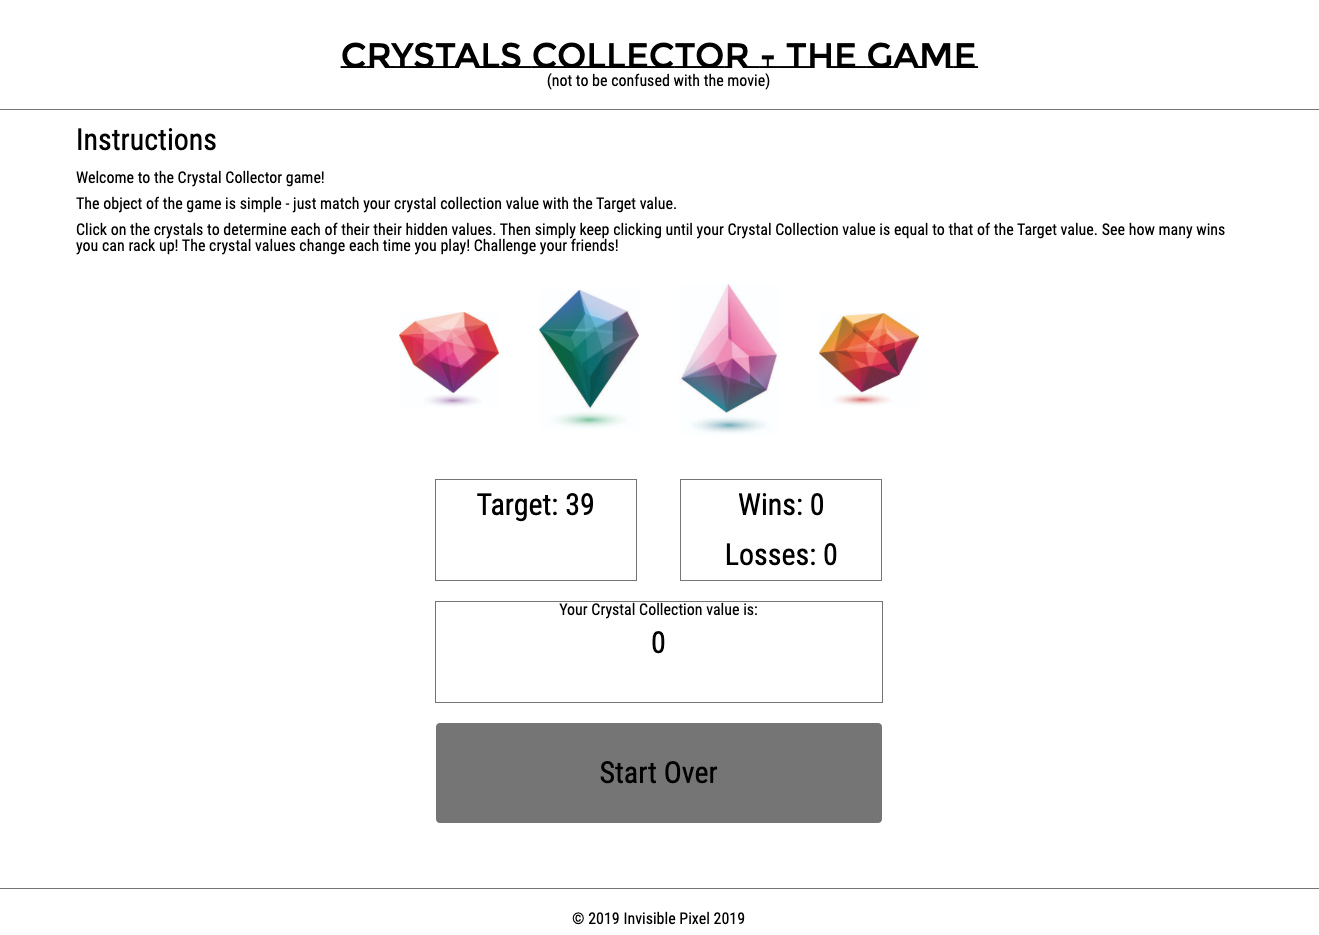 CRYSTALS COLLECTOR - THE GAME
(not to be confused with the movie)
Instructions
Welcome to the Crystal Collector game!
The object of the game is simple - just match your crystal collection value with the Target value.
Click on the crystals to determine each of their their hidden values. Then simply keep clicking until your Crystal Collection value is equal to that of the Target value. See how many wins
you can rack up! The crystal values change each time you play! Challenge your friends!
Target: 39
Wins: 0
Losses: 0
Your Crystal Collection value is:
0
Start Over
© 2019 Invisible Pixel 2019